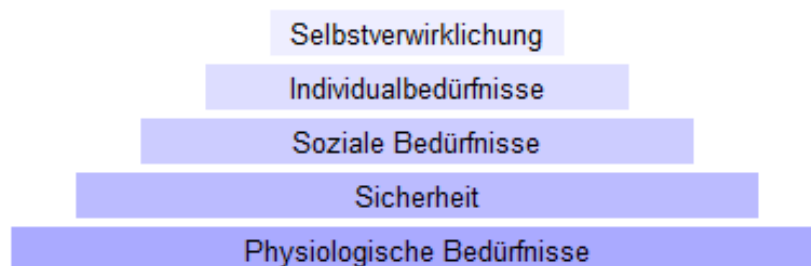 Selbstverwirklichung
Individualbedürfnisse
Soziale Bedürfnisse
Sicherheit
Physiologische Bedürfnisse